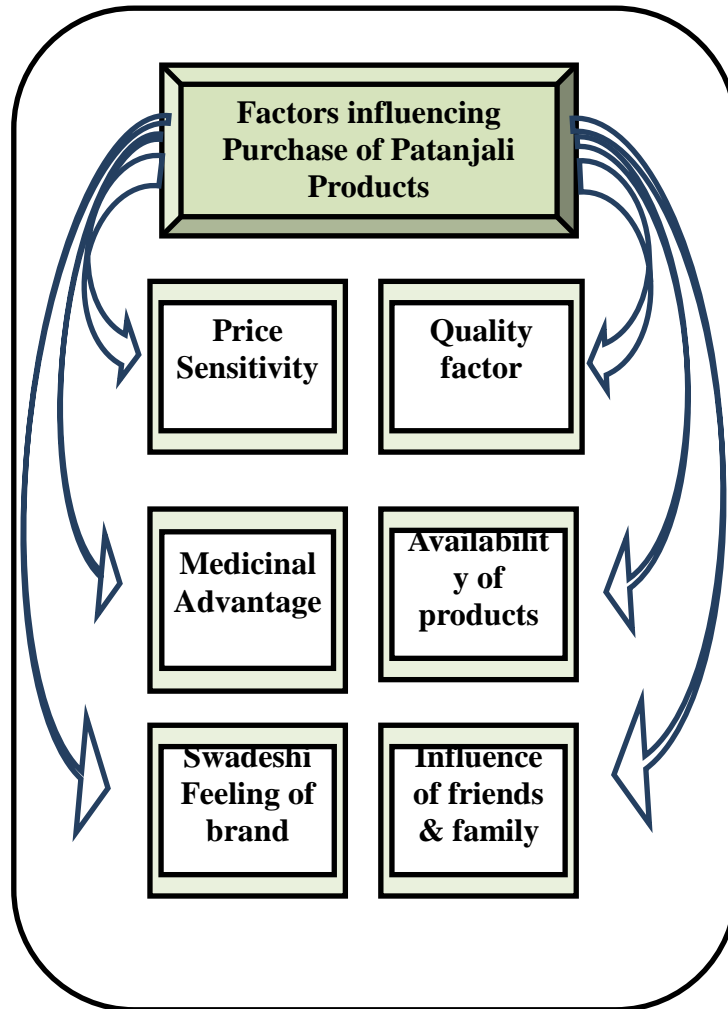 Factors influencing
Purchase of Patanjali
Products
Price
Sensitivity
Quality
factor
Medicinal
Advantage
Availabilit
y of
products
Swadeshi
Feeling of
brand
Influence
of friends
& family